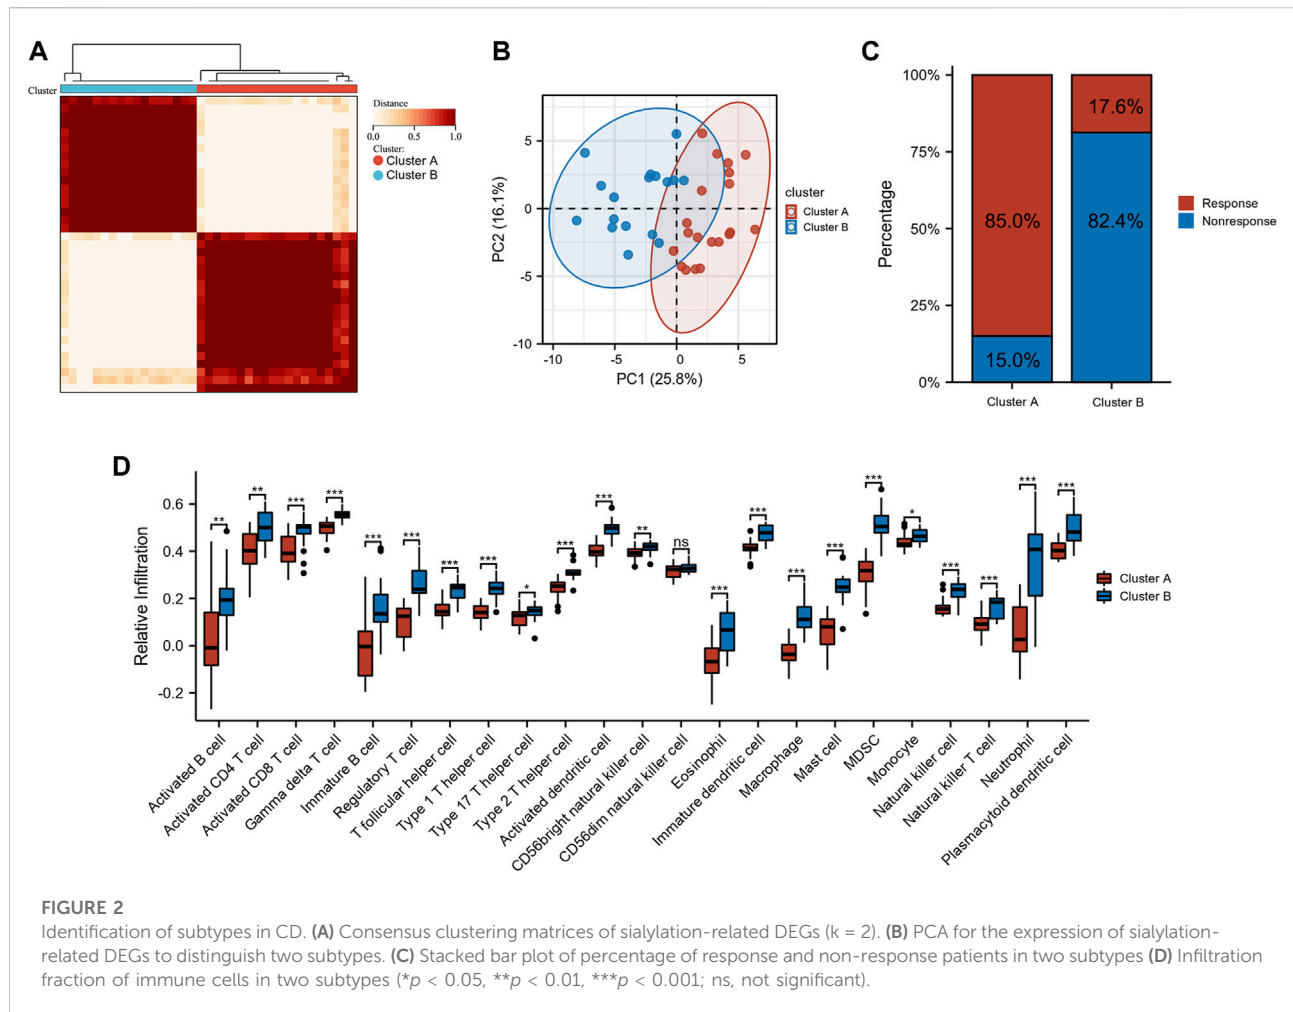 A
Cluster
Distance
0.0 0.5 1.0
Cluster:
Cluster A
Cluster B
B
PC2 (16.1%)
5
0
-5
-10
-10 -5 0 5
PC1 (25.8%)
cluster
Cluster A
Cluster B
C
Percentage
100%
75%
50%
25%
0%
17.6%
85.0%
82.4%
15.0%
Cluster A Cluster B
Response
Nonresponse
D
Relative Infiltration
0.6
0.4
0.2
0.0
-0.2
** ** *** *** *** *** *** *** * *** *** ** ns *** *** *** *** *** * *** *** *** ***
Activated B cell
Activated CD4 T cell
Activated CD8 T cell
Gamma delta T cell
Immature B cell
Regulatory T cell
T follicular helper cell
Type 1 T helper cell
Type 17 T helper cell
Type 2 T helper cell
Activated dendritic cell
CD56bright natural killer cell
CD56dim natural killer cell
Eosinophil
Immature dendritic cell
Macrophage
Mast cell
MDSC
Monocyte
Natural killer cell
Natural killer T cell
Neutrophil
Plasmacytoid dendritic cell
Cluster A
Cluster B
FIGURE 2
Identification of subtypes in CD. (A) Consensus clustering matrices of sialylation-related DEGs (k = 2). (B) PCA for the expression of sialylation-
related DEGs to distinguish two subtypes. (C) Stacked bar plot of percentage of response and non-response patients in two subtypes (D) Infiltration
fraction of immune cells in two subtypes (*p < 0.05, **p < 0.01, ***p < 0.001; ns, not significant).